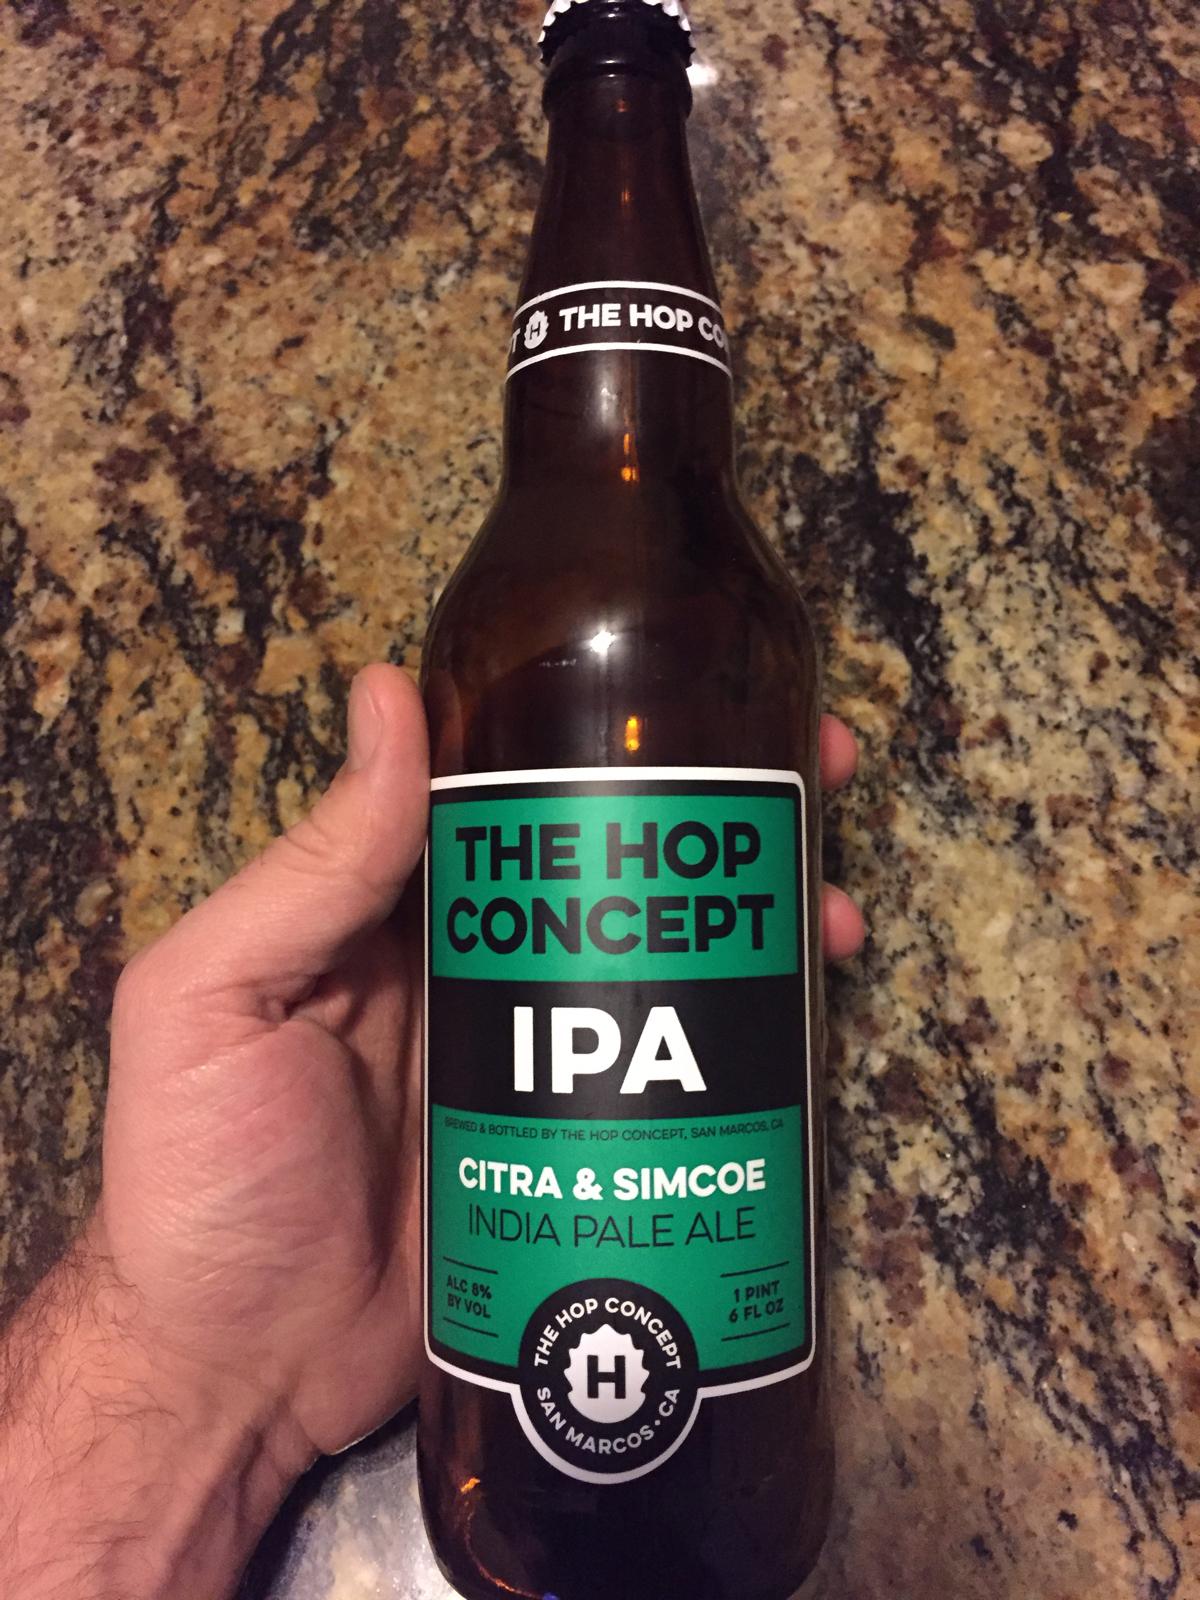 T H THE HOP CO
THE HOP
CONCEPT
IPA
BREWED & BOTTLED BY THE HOP CONCEPT, SAN MARCOS, CA
CITRA & SIMCOE
INDIA PALE ALE
ALC 8%
BY VOL
1 PINT
6 FL OZ
THE HOP CONCEPT
H
SAN MARCOS • CA